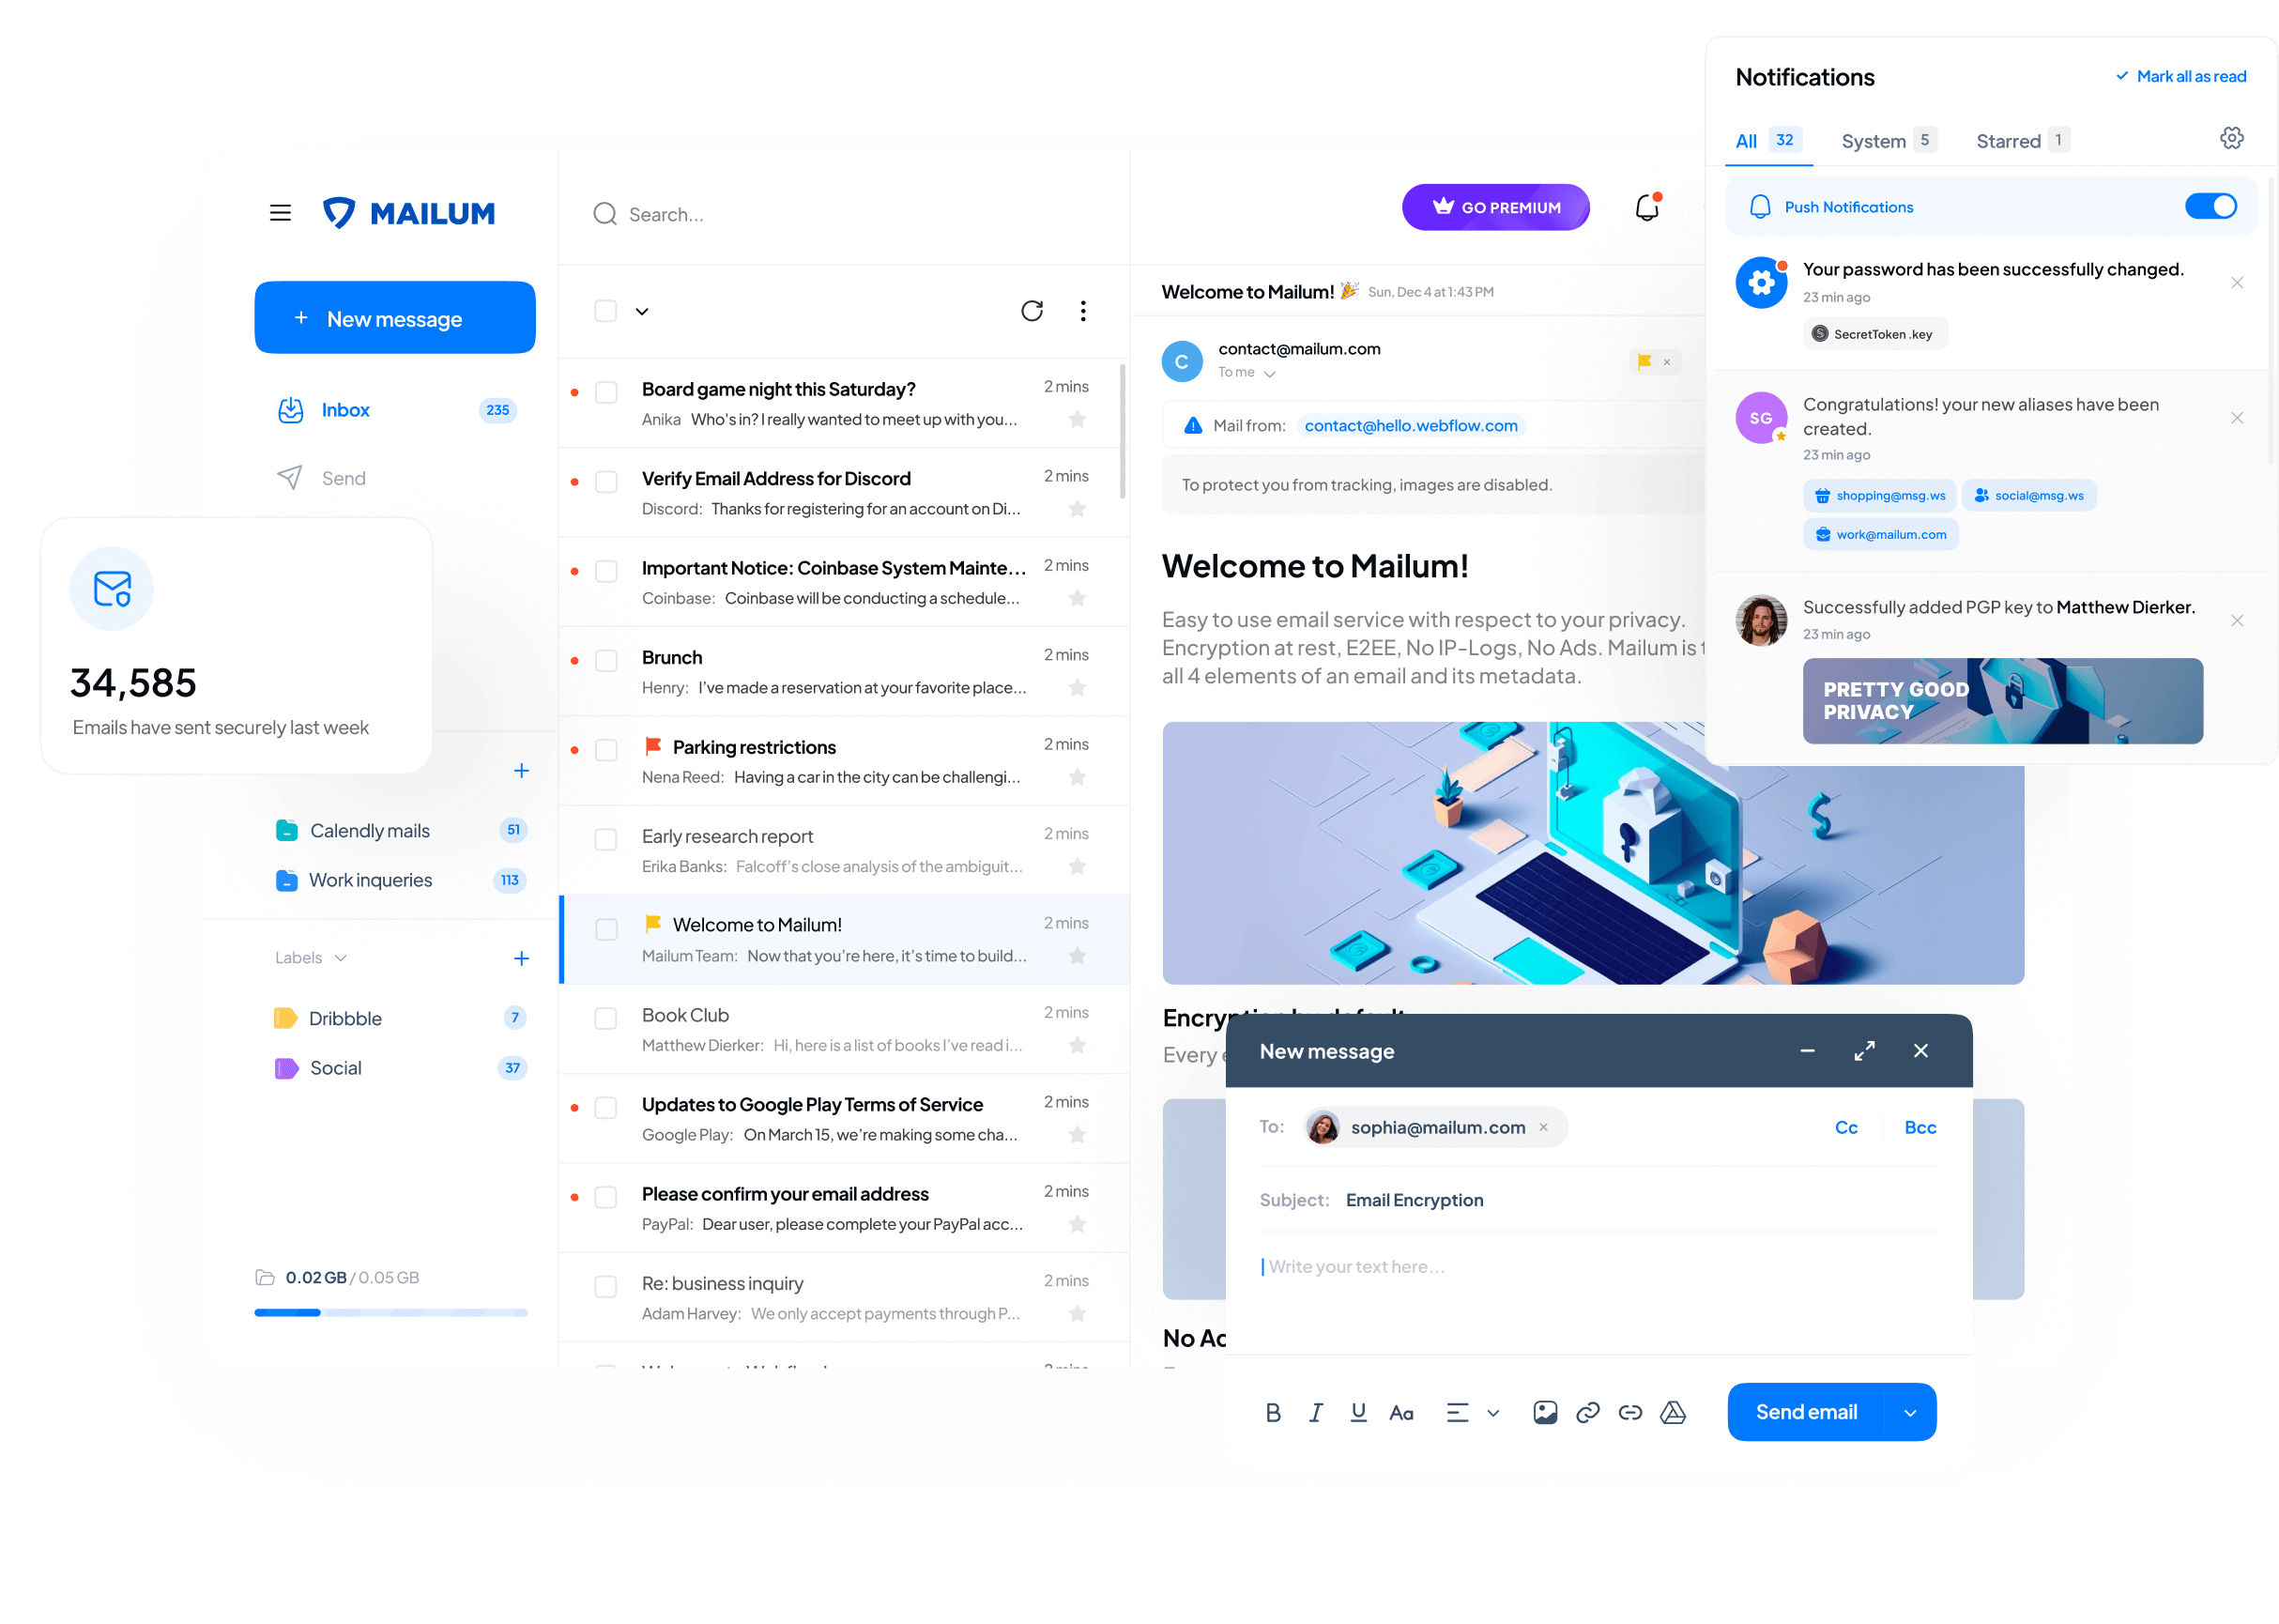 MAILUM
New message
Inbox 235
Send
34,585
Emails have sent securely last week
Calendly mails 51
Work inqueries 113
Labels
Dribbble 7
Social 37
0.02 GB / 0.05 GB
Search...
Board game night this Saturday? 2 mins
Anika Who's in? I really wanted to meet up with you...
Verify Email Address for Discord 2 mins
Discord: Thanks for registering for an account on Di...
Important Notice: Coinbase System Mainte... 2 mins
Coinbase: Coinbase will be conducting a schedule...
Brunch 2 mins
Henry: I've made a reservation at your favorite place...
Parking restrictions 2 mins
Nena Reed: Having a car in the city can be challengi...
Early research report 2 mins
Erika Banks: Falcoff's close analysis of the ambiguit...
Welcome to Mailum! 2 mins
Mailum Team: Now that you're here, it's time to build...
Book Club 2 mins
Matthew Dierker: Hi, here is a list of books I've read i...
Updates to Google Play Terms of Service 2 mins
Google Play: On March 15, we're making some cha...
Please confirm your email address 2 mins
PayPal: Dear user, please complete your PayPal acc...
Re: business inquiry 2 mins
Adam Harvey: We only accept payments through P...
GO PREMIUM
Welcome to Mailum! Sun, Dec 4 at 1:43 PM
C
contact@mailum.com
To me
Mail from: contact@hello.webflow.com
To protect you from tracking, images are disabled.
Welcome to Mailum!
Easy to use email service with respect to your privacy.
Encryption at rest, E2EE, No IP-Logs, No Ads. Mailum is
all 4 elements of an email and its metadata.
Every
Notifications
Mark all as read
All 32 System 5 Starred 1
Push Notifications
Your password has been successfully changed.
23 min ago
S SecretToken .key
SG
Congratulations! your new aliases have been
created.
23 min ago
shopping@msg.ws social@msg.ws
work@mailum.com
Successfully added PGP key to Matthew Dierker.
23 min ago
PRETTY GOOD
PRIVACY
New message
To: sophia@mailum.com Cc Bcc
Subject: Email Encryption
Write your text here...
B I U Aa
Send email
No